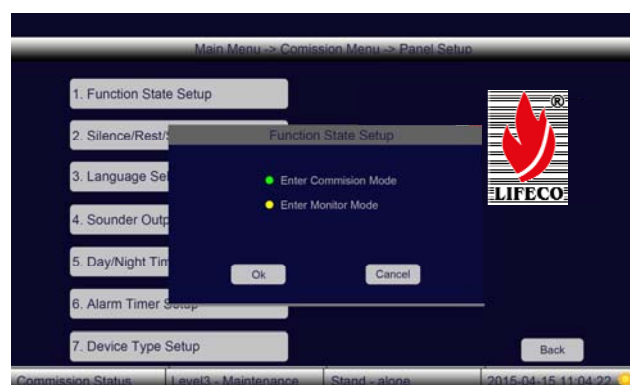 Main Menu -> Comission Menu -> Panel Setup
1. Function State Setup
2. Silence/Rest/
Function State Setup
3. Language Sel
Enter Commision Mode
4. Sounder Outp
Enter Monitor Mode
5. Day/Night Tim
Ok
Cancel
6. Alarm Timer Setup
7. Device Type Setup
®
LIFECO
Back
Commission Status
Level3 - Maintenance
Stand - alone
2015-04-15 11:04:22